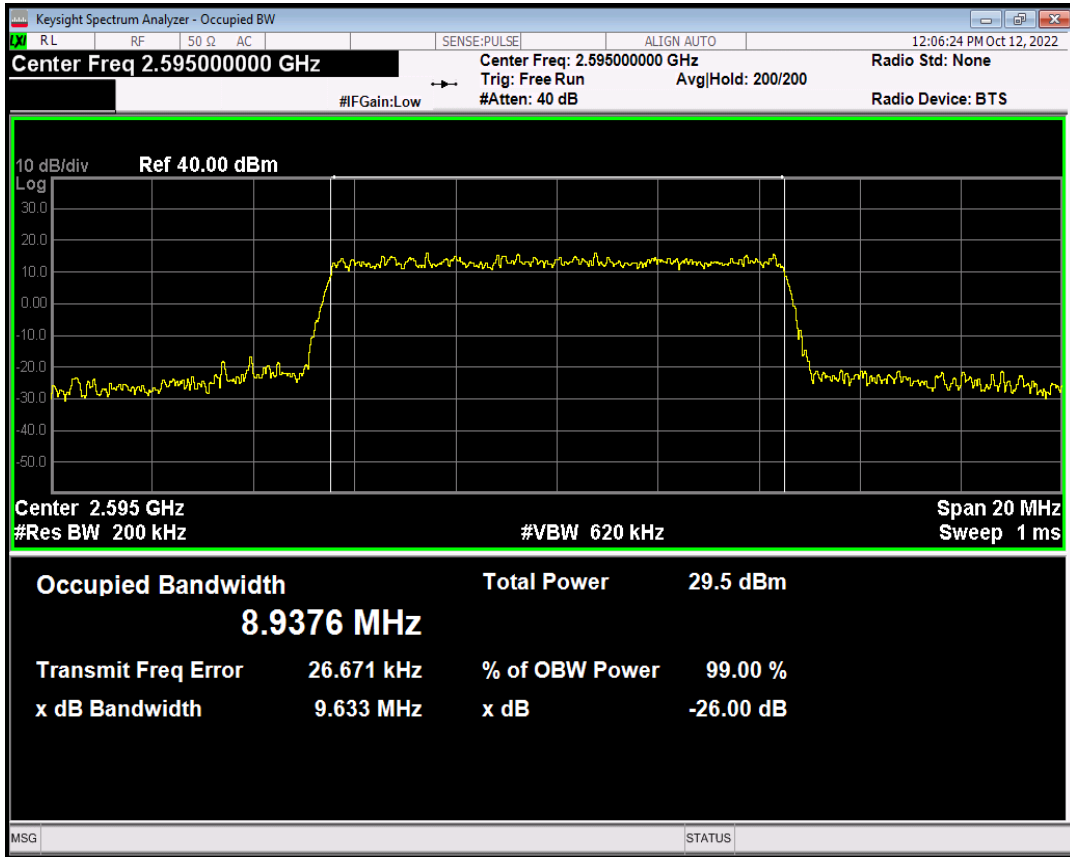 Keysight Spectrum Analyzer - Occupied BW
LXI RL RF 50 Ω AC SENSE:PULSE ALIGN AUTO 12:06:24 PM Oct 12, 2022
Center Freq 2.595000000 GHz Center Freq: 2.595000000 GHz Radio Std: None
Trig: Free Run Avg|Hold: 200/200
#IFGain:Low #Atten: 40 dB Radio Device: BTS
10 dB/div Ref 40.00 dBm
Log
30.0
20.0
10.0
0.00
-10.0
-20.0
-30.0
-40.0
-50.0
Center 2.595 GHz Span 20 MHz
#Res BW 200 kHz #VBW 620 kHz Sweep 1 ms
Occupied Bandwidth Total Power 29.5 dBm
8.9376 MHz
Transmit Freq Error 26.671 kHz % of OBW Power 99.00 %
x dB Bandwidth 9.633 MHz x dB -26.00 dB
MSG STATUS